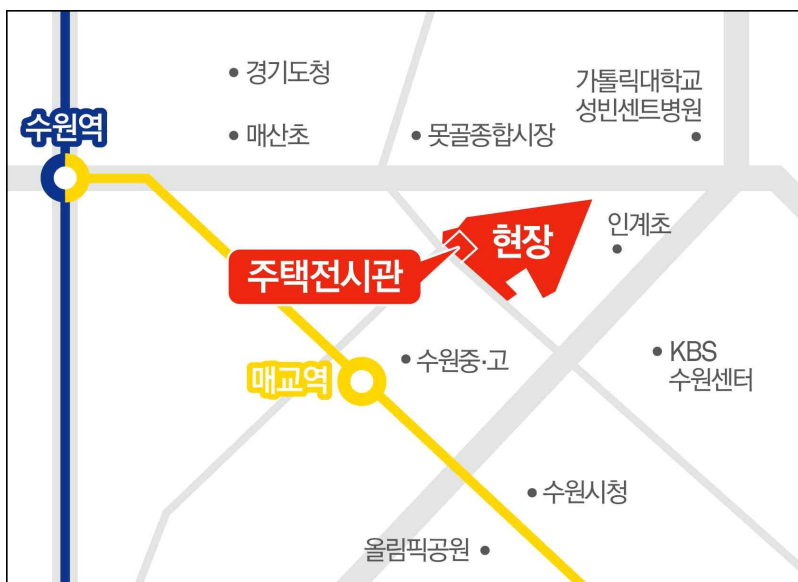 경기도청
가톨릭대학교
성빈센트병원
수원역
매산초
못골종합시장
인계초
현장
주택전시관
수원중·고
KBS
수원센터
매교역
수원시청
올림픽공원